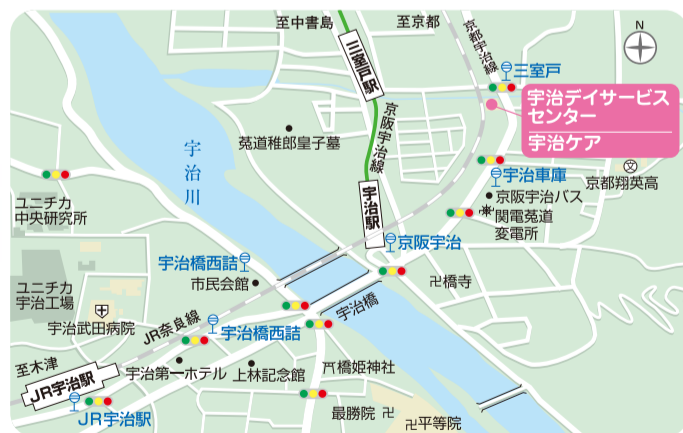 至中書島
至京都
N
三室戸駅
京都宇治線
三室戸
宇治デイサービス
センター
宇治ケア
京阪宇治線
菟道稚郎皇子墓
宇治川
宇治車庫
文
京都翔英高
京阪宇治バス
関電菟道
変電所
ユニチカ
中央研究所
宇治駅
京阪宇治
宇治橋西詰
市民会館
卍橋寺
ユニチカ
宇治工場
宇治武田病院
JR奈良線
宇治橋西詰
宇治橋
至木津
JR宇治駅
宇治第一ホテル
上林記念館
橋姫神社
JR宇治駅
最勝院
卍平等院